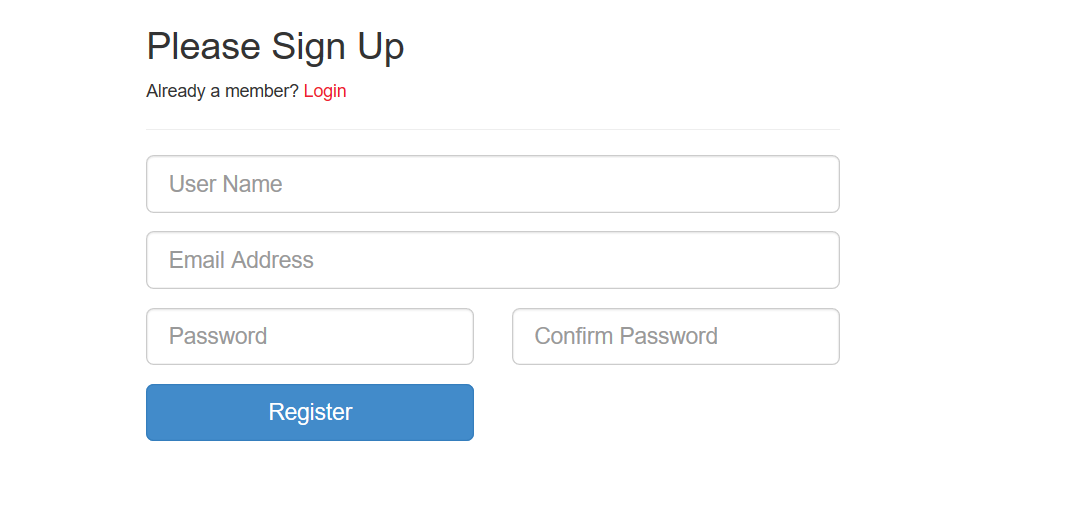 Please Sign Up
Already a member? Login
User Name
Email Address
Password Confirm Password
Register